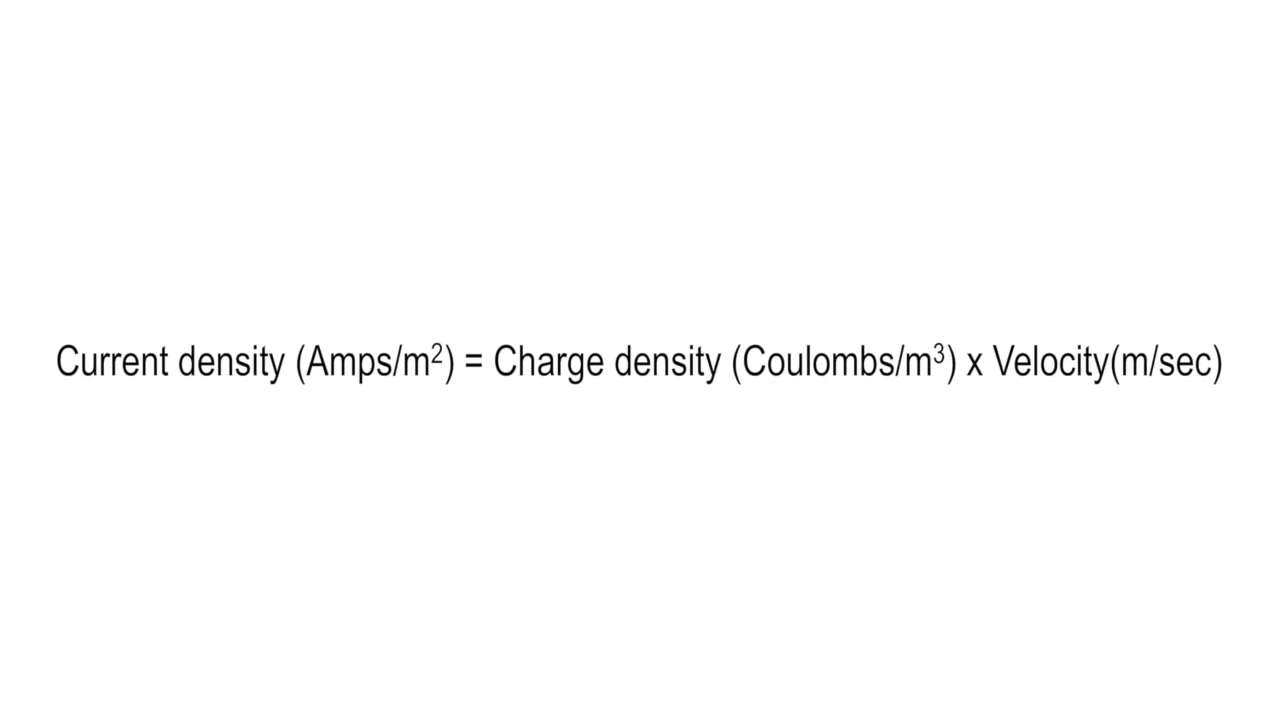 Current density (Amps/m²) = Charge density (Coulombs/m³) x Velocity(m/sec)